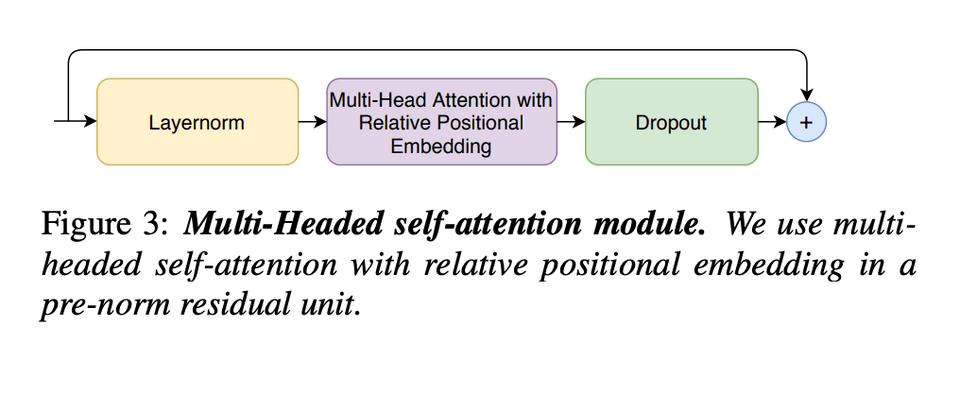 Layernorm
Multi-Head Attention with
Relative Positional
Embedding
Dropout
+
Figure 3: Multi-Headed self-attention module. We use multi-
headed self-attention with relative positional embedding in a
pre-norm residual unit.